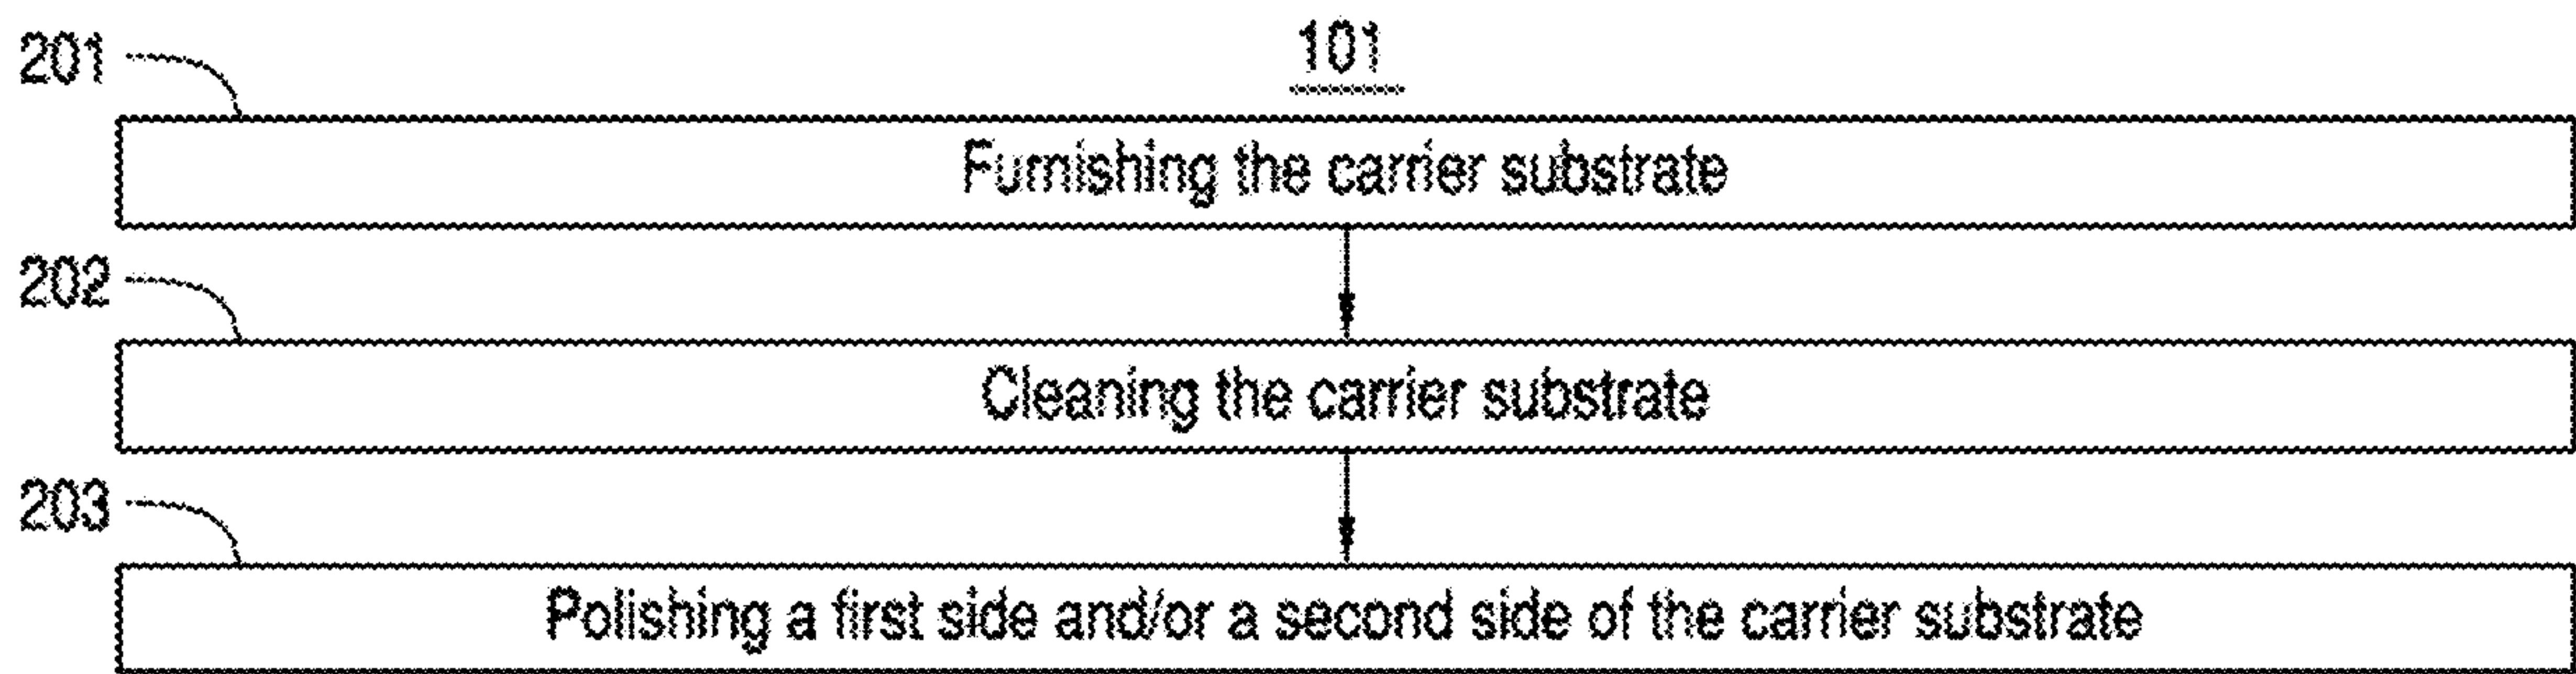 101
201
Furnishing the carrier substrate
202
Cleaning the carrier substrate
203
Polishing a first side and/or a second side of the carrier substrate